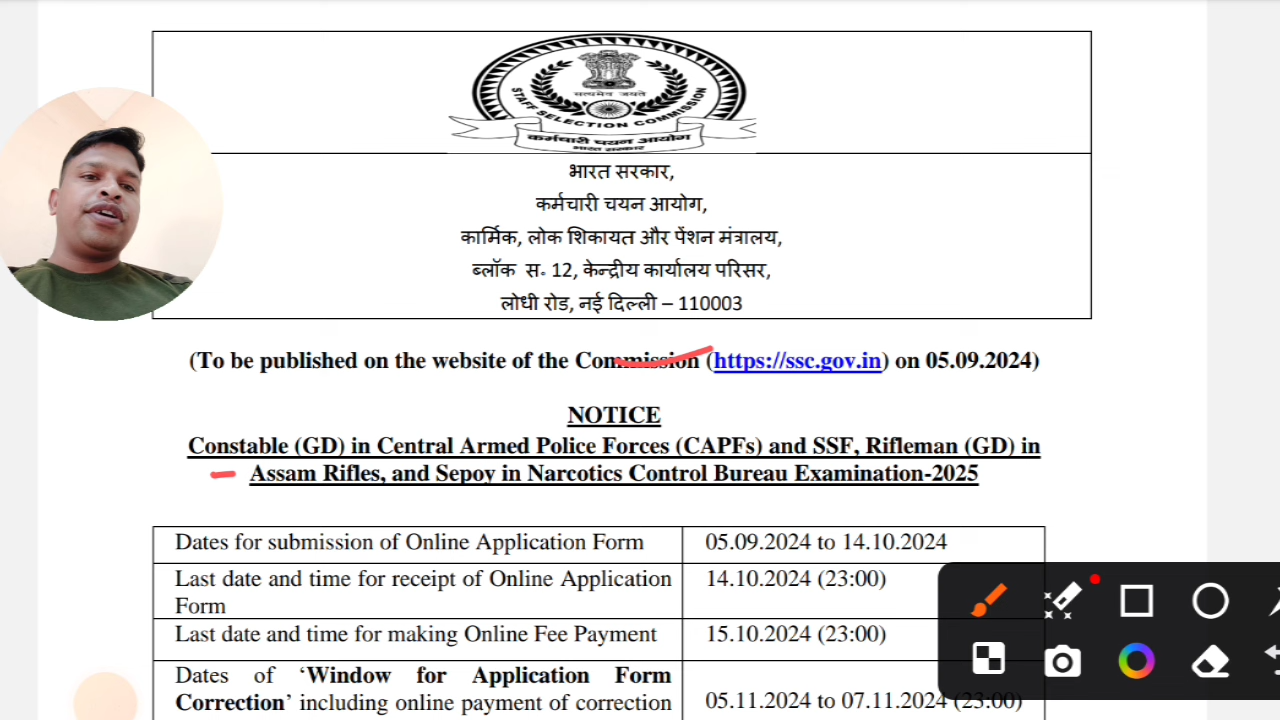 सत्यमेव जयते
STAFF SELECTION COMMISSION
कर्मचारी चयन आयोग
भारत सरकार
भारत सरकार,
कर्मचारी चयन आयोग,
कार्मिक, लोक शिकायत और पेंशन मंत्रालय,
ब्लॉक स॰ 12, केन्द्रीय कार्यालय परिसर,
लोधी रोड, नई दिल्ली – 110003
(To be published on the website of the Commission (https://ssc.gov.in) on 05.09.2024)
NOTICE
Constable (GD) in Central Armed Police Forces (CAPFs) and SSF, Rifleman (GD) in
Assam Rifles, and Sepoy in Narcotics Control Bureau Examination-2025
Dates for submission of Online Application Form 05.09.2024 to 14.10.2024
Last date and time for receipt of Online Application 14.10.2024 (23:00)
Form
Last date and time for making Online Fee Payment 15.10.2024 (23:00)
Dates of ‘Window for Application Form
Correction’ including online payment of correction 05.11.2024 to 07.11.2024 (23:00)